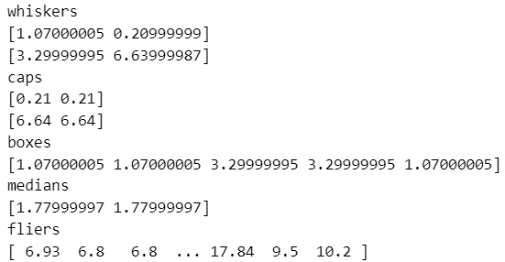 whiskers
[1.07000005 0.20999999]
[3.29999995 6.63999987]
caps
[0.21 0.21]
[6.64 6.64]
boxes
[1.07000005 1.07000005 3.29999995 3.29999995 1.07000005]
medians
[1.77999997 1.77999997]
fliers
[ 6.93  6.8   6.8  ... 17.84  9.5  10.2 ]